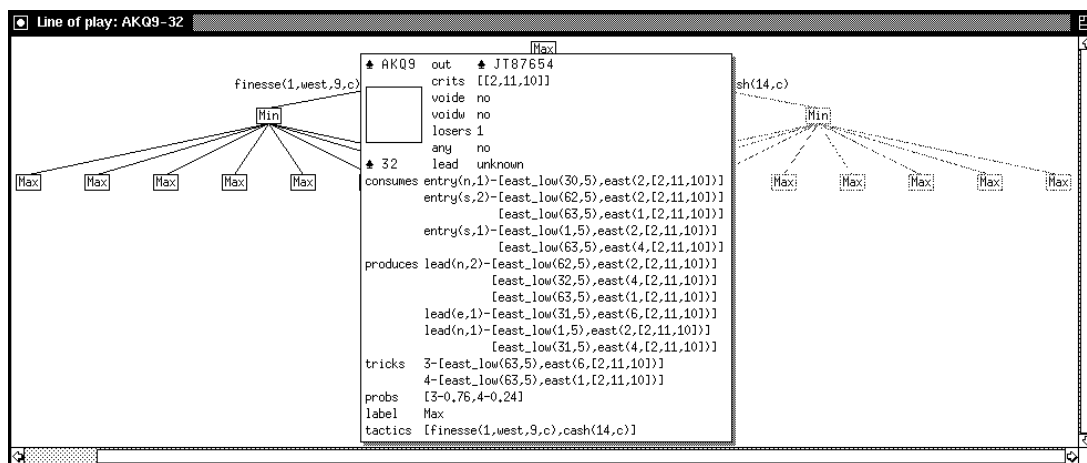 Line of play: AKQ9-32
Max
finesse(1,west,9,c)
sh(14,c)
Min
Min
Max Max Max Max Max
Max Max Max Max Max
♠ AKQ9 out ♠ JT87654
crits [[2,11,10]]
voide no
voidw no
losers 1
any no
♠ 32 lead unknown
consumes entry(n,1)-[east_low(30,5),east(2,[2,11,10])]
entry(s,2)-[east_low(62,5),east(2,[2,11,10])]
[east_low(63,5),east(1,[2,11,10])]
entry(s,1)-[east_low(1,5),east(2,[2,11,10])]
[east_low(63,5),east(4,[2,11,10])]
produces lead(n,2)-[east_low(62,5),east(2,[2,11,10])]
[east_low(32,5),east(4,[2,11,10])]
[east_low(63,5),east(1,[2,11,10])]
lead(e,1)-[east_low(31,5),east(6,[2,11,10])]
lead(n,1)-[east_low(1,5),east(2,[2,11,10])]
[east_low(31,5),east(4,[2,11,10])]
tricks 3-[east_low(63,5),east(6,[2,11,10])]
4-[east_low(63,5),east(1,[2,11,10])]
probs [3-0.76,4-0.24]
label Max
tactics [finesse(1,west,9,c),cash(14,c)]